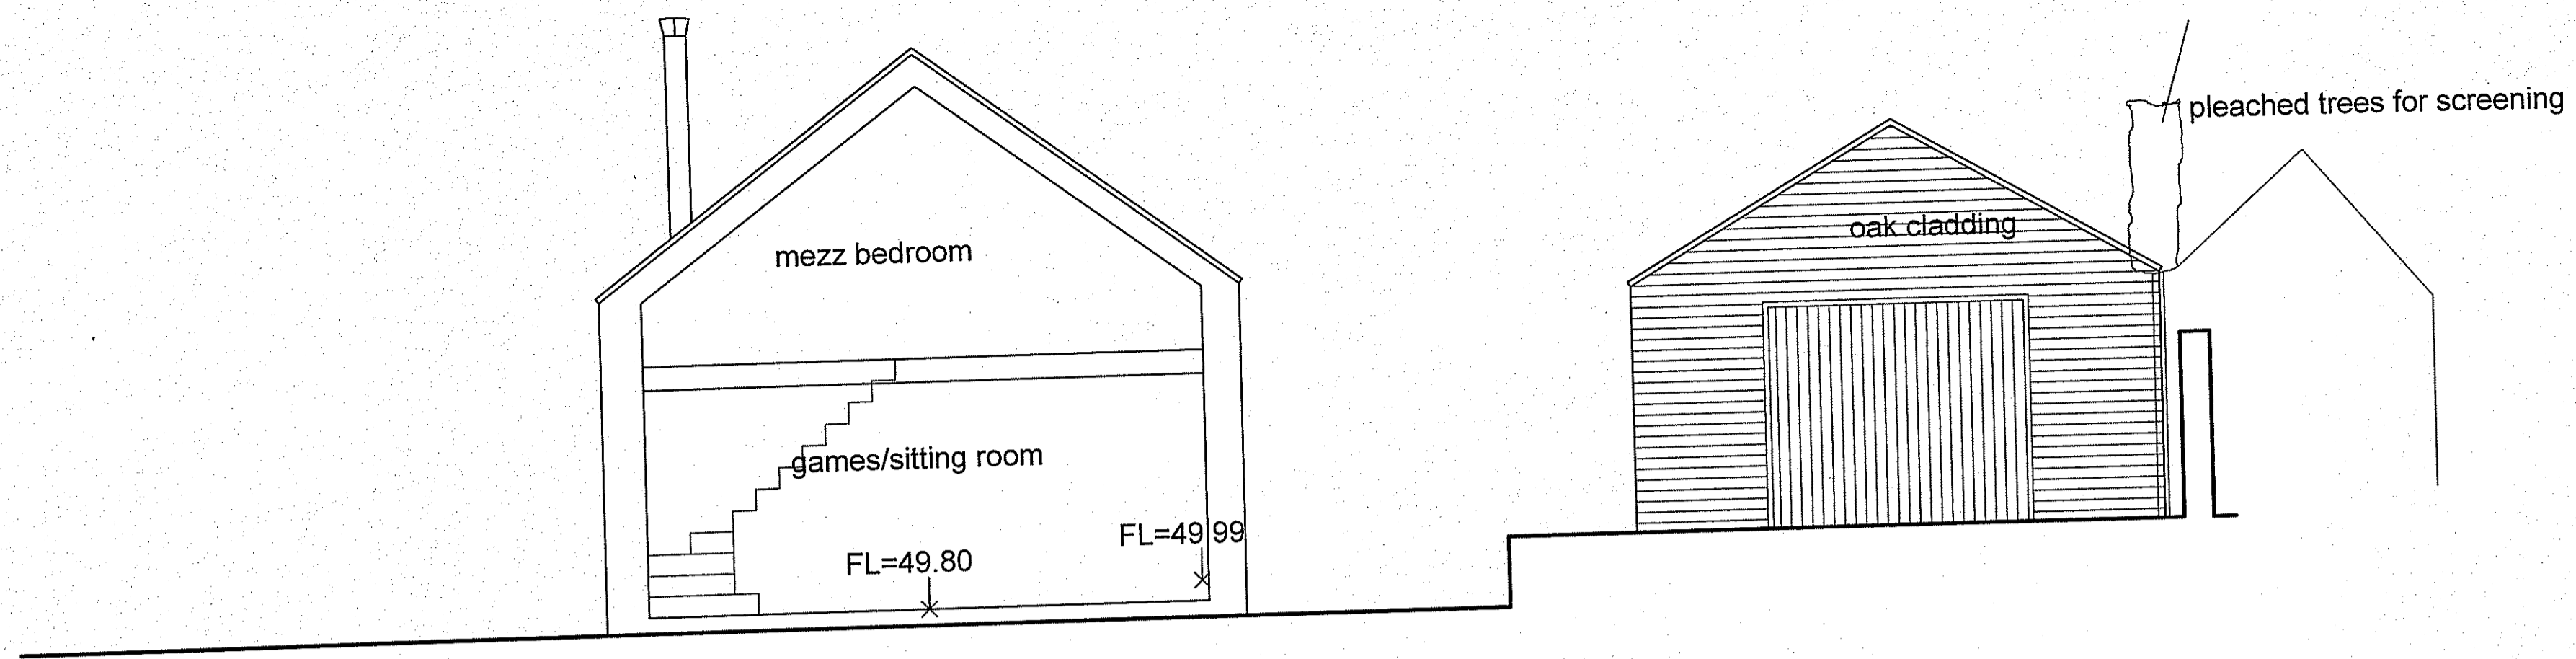 pleached trees for screening
mezz bedroom
oak cladding
games/sitting room
FL=49.80
FL=49.99